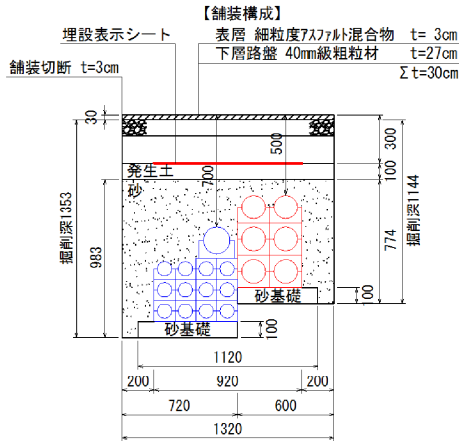 【舗装構成】
埋設表示シート
表層 細粒度アスファルト混合物 t= 3cm
下層路盤 40mm級粗粒材 t=27cm
舗装切断 t=3cm
Σt=30cm
30
500
300
100
発生土
700
砂
掘削深1353
983
774
掘削深1144
砂基礎
100
砂基礎
100
1120
200
920
200
720
600
1320